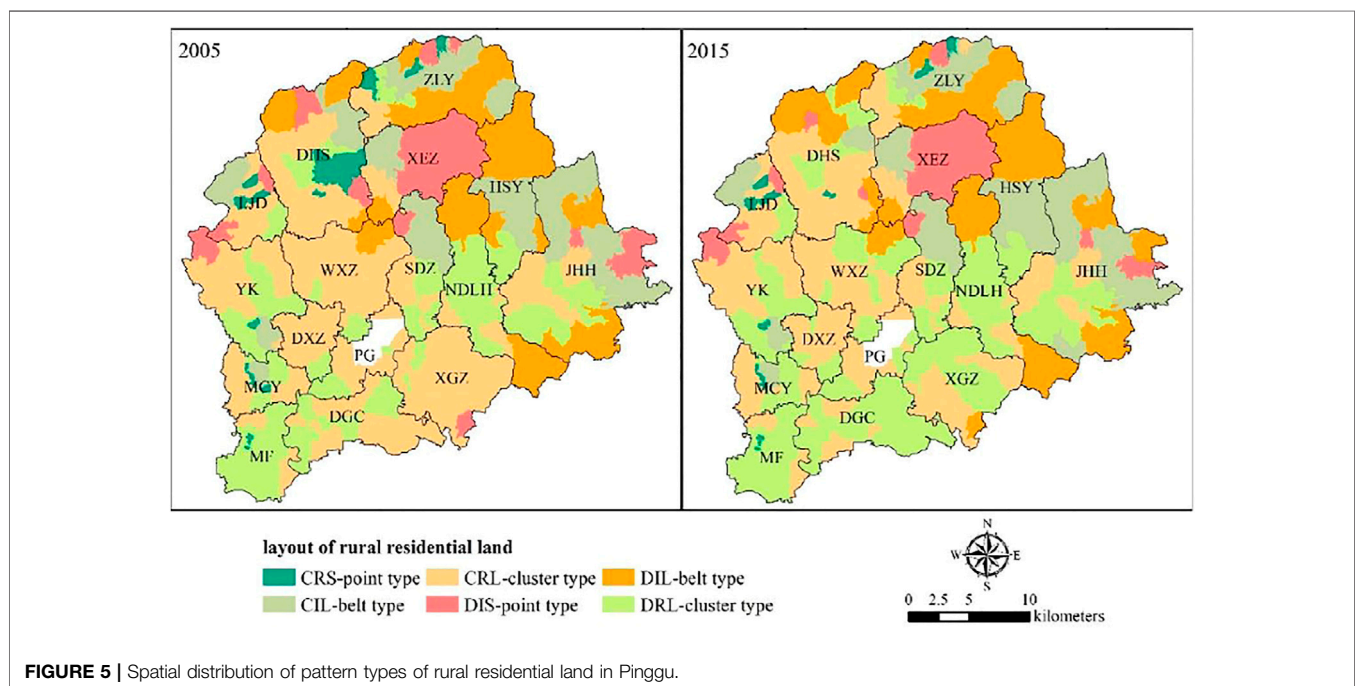 2005
ZLY
DHS
XEZ
HSY
LJD
JHH
WXZ
SDZ
YK
NDLH
DXZ
PG
XGZ
MCY
DGC
MF
2015
ZLY
DHS
XEZ
HSY
LJD
JHH
WXZ
SDZ
YK
NDLH
DXZ
PG
XGZ
MCY
DGC
MF
layout of rural residential land
CRS-point type CRL-cluster type DIL-belt type
CIL-belt type DIS-point type DRL-cluster type
N
W E
S
0 2.5 5 10
kilometers
FIGURE 5 | Spatial distribution of pattern types of rural residential land in Pinggu.